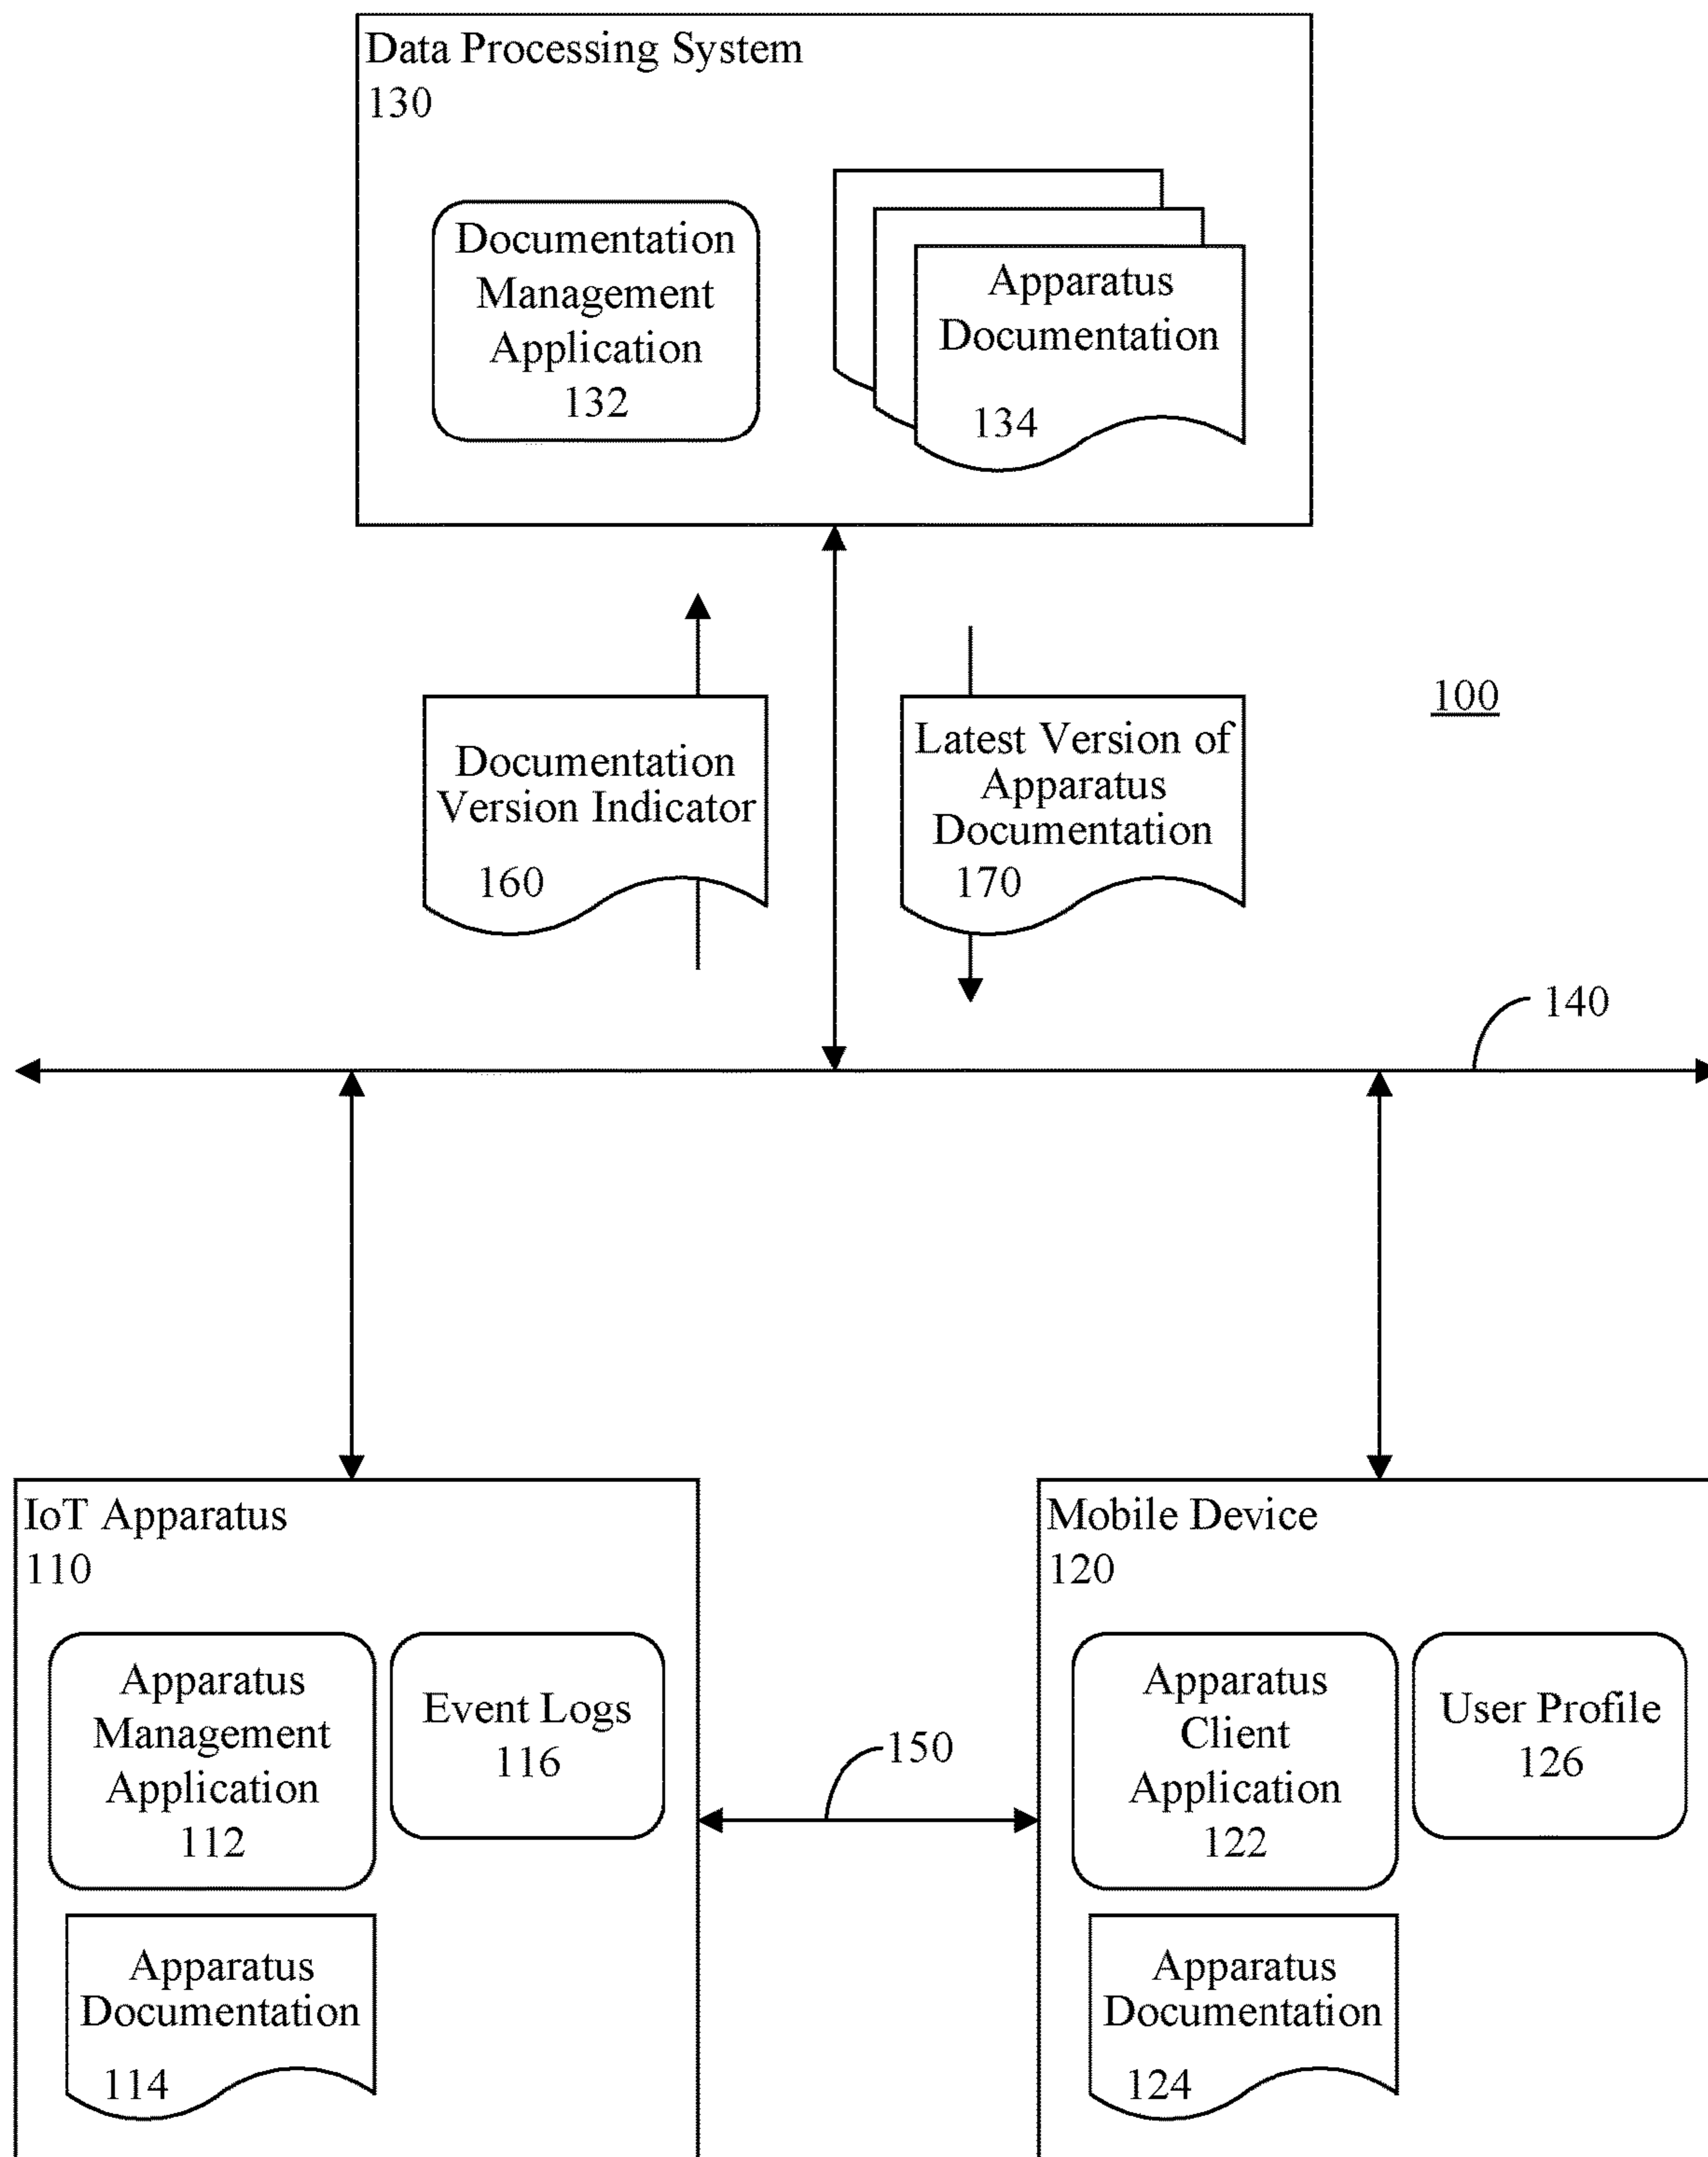 Data Processing System
130
Documentation
Management
Application
132
Apparatus
Documentation
134
Documentation
Version Indicator
160
Latest Version of
Apparatus
Documentation
170
100
140
IoT Apparatus
110
Apparatus
Management
Application
112
Event Logs
116
Apparatus
Documentation
114
150
Mobile Device
120
Apparatus
Client
Application
122
User Profile
126
Apparatus
Documentation
124